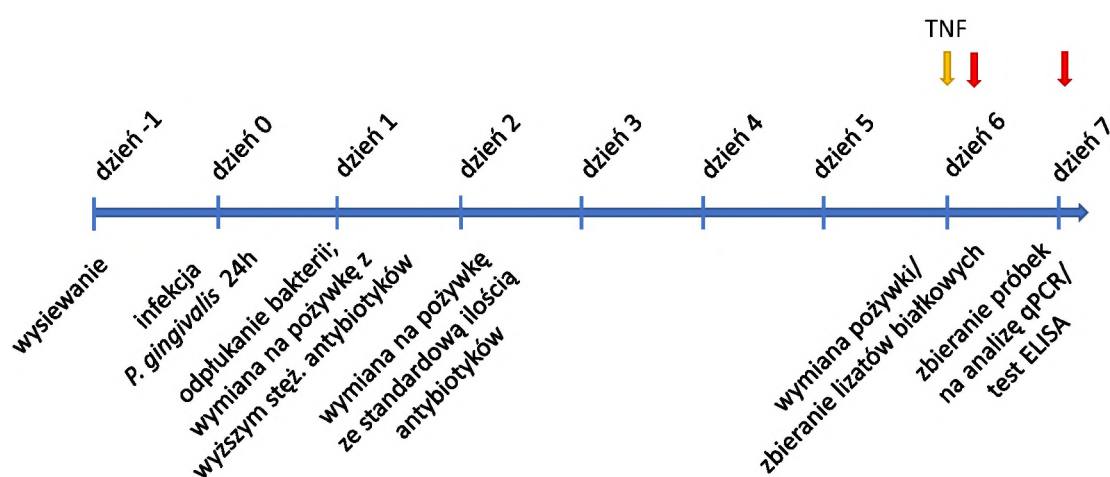 TNF
dzień -1
dzień 0
dzień 1
dzień 2
dzień 3
dzień 4
dzień 5
dzień 6
dzień 7
wysiewanie
infekcja
P. gingivalis 24h
odpłukanie bakterii;
wymiana na pożywkę z
wyższym stęż. antybiotyków
wymiana na pożywkę
ze standardową ilością
antybiotyków
wymiana pożywki/
zbieranie lizatów białkowych
zbieranie próbek
na analizę qPCR/
test ELISA